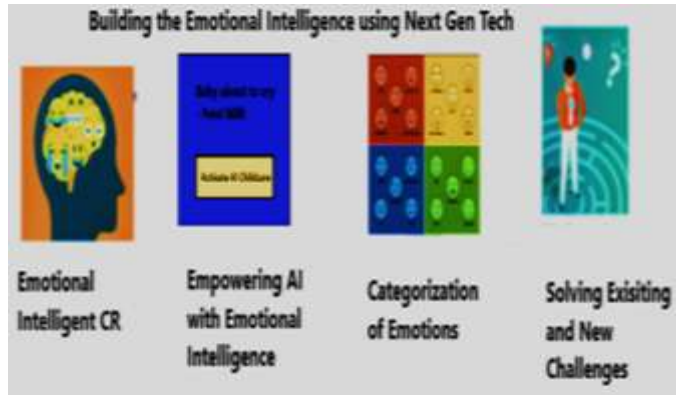 Building the Emotional Intelligence using Next Gen Tech
Baby about to cry
Feed Milk
Activate AI Childcare
Emotional
Intelligent CR
Empowering AI
with Emotional
Intelligence
Categorization
of Emotions
Solving Exisiting
and New
Challenges